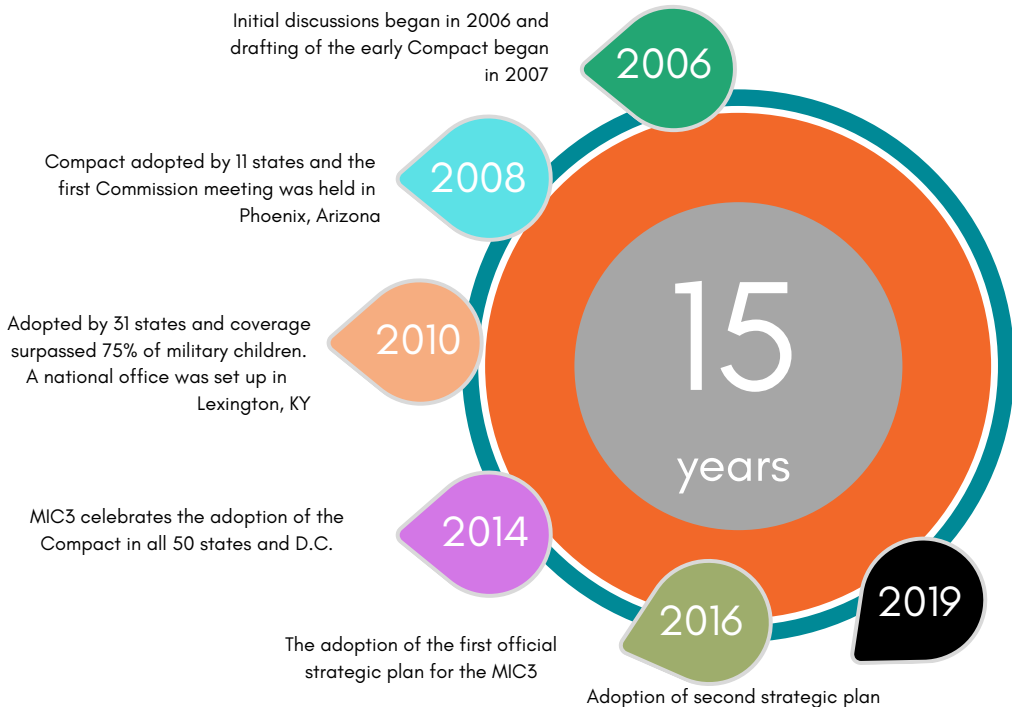 Initial discussions began in 2006 and
drafting of the early Compact began
in 2007
2006
Compact adopted by 11 states and the
first Commission meeting was held in
Phoenix, Arizona
2008
Adopted by 31 states and coverage
surpassed 75% of military children.
A national office was set up in
Lexington, KY
2010
15
years
MIC3 celebrates the adoption of the
Compact in all 50 states and D.C.
2014
The adoption of the first official
strategic plan for the MIC3
2016
2019
Adoption of second strategic plan